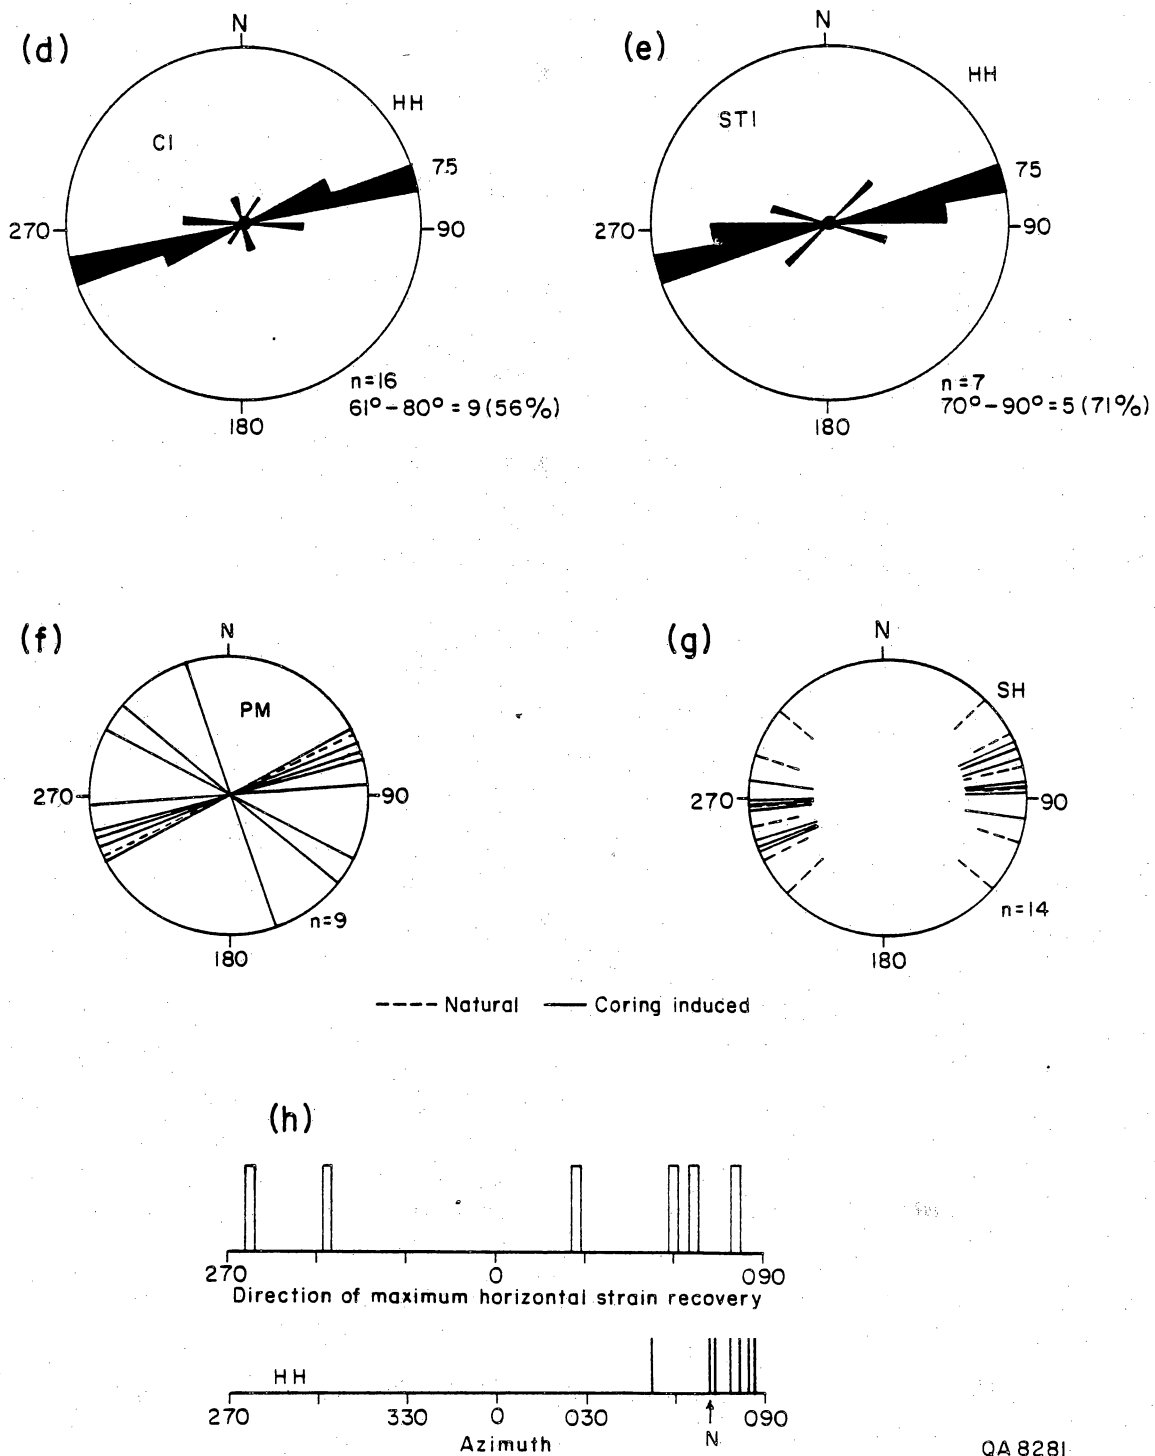 (d)
N
HH
CI
75
270
90
n=16
61°-80°=9(56%)
180
(e)
N
HH
STI
75
270
90
n=7
70°-90°=5(71%)
180
(f)
N
PM
270
90
n=9
180
(g)
N
SH
270
90
n=14
180
Natural
Coring induced
(h)
270 0 090
Direction of maximum horizontal strain recovery
HH
270 330 0 030 090
Azimuth
N
QA 8281